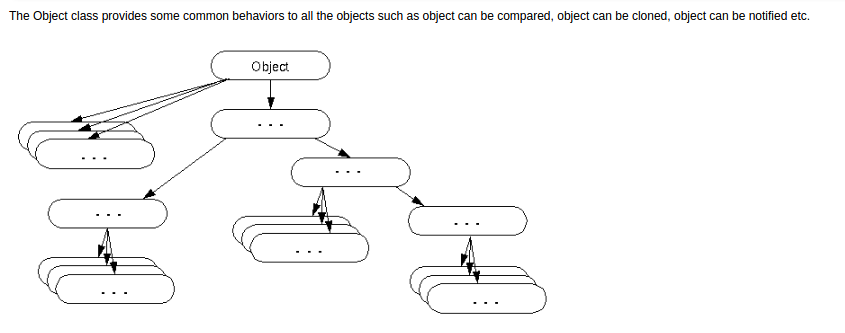 The Object class provides some common behaviors to all the objects such as object can be compared, object can be cloned, object can be notified etc.
Object
. . .
. . .
. . .
. . .
. . .
. . .
. . .
. . .
. . .